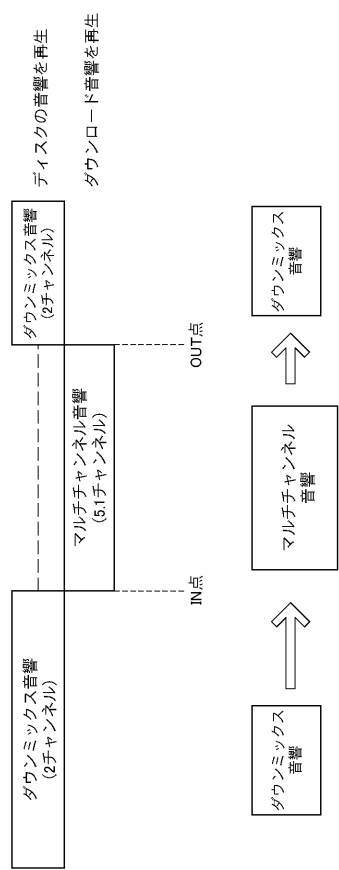 ダウンミックス音響
(2チャンネル)
ダウンミックス音響
(2チャンネル)
ディスクの音響を再生
マルチチャンネル音響
(5.1チャンネル)
ダウンロード音響を再生
IN点
OUT点
ダウンミックス
音響
マルチチャンネル
音響
ダウンミックス
音響